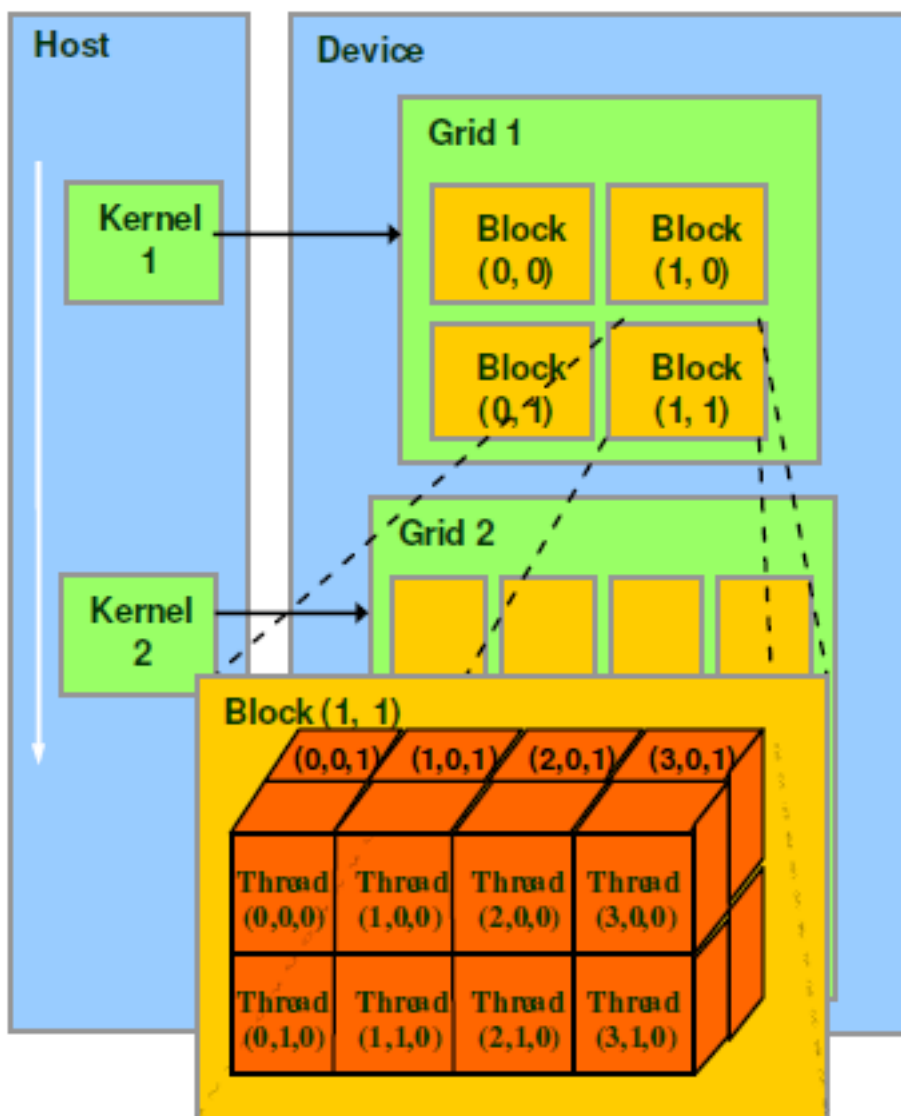 Host
Device
Grid 1
Kernel
1
Block
(0, 0)
Block
(1, 0)
Block
(0, 1)
Block
(1, 1)
Grid 2
Kernel
2
Block (1, 1)
(0,0,1) (1,0,1) (2,0,1) (3,0,1)
Thread
(0,0,0)
Thread
(1,0,0)
Thread
(2,0,0)
Thread
(3,0,0)
Thread
(0,1,0)
Thread
(1,1,0)
Thread
(2,1,0)
Thread
(3,1,0)